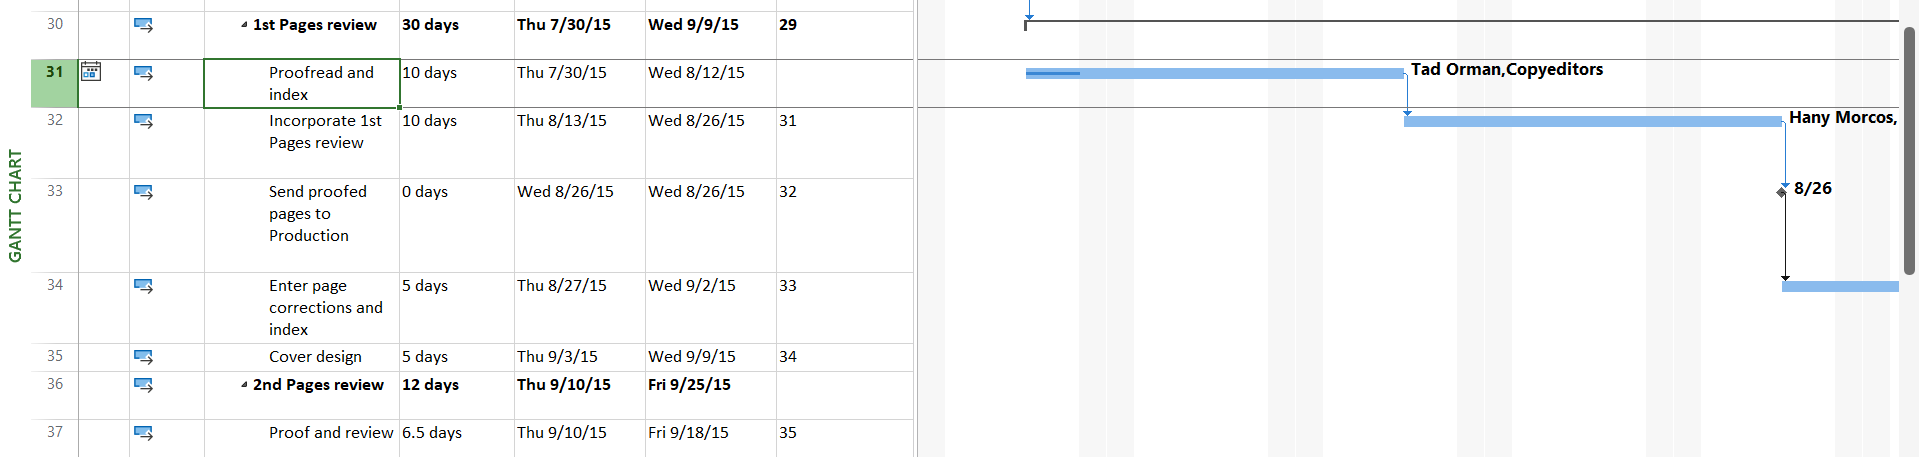 GANTT CHART
30 1st Pages review 30 days Thu 7/30/15 Wed 9/9/15 29
31 Proofread and 10 days Thu 7/30/15 Wed 8/12/15 Tad Orman,Copyeditors
index
32 Incorporate 1st 10 days Thu 8/13/15 Wed 8/26/15 31 Hany Morcos,
Pages review
33 Send proofed 0 days Wed 8/26/15 Wed 8/26/15 32 8/26
pages to
Production
34 Enter page 5 days Thu 8/27/15 Wed 9/2/15 33
corrections and
index
35 Cover design 5 days Thu 9/3/15 Wed 9/9/15 34
36 2nd Pages review 12 days Thu 9/10/15 Fri 9/25/15
37 Proof and review 6.5 days Thu 9/10/15 Fri 9/18/15 35